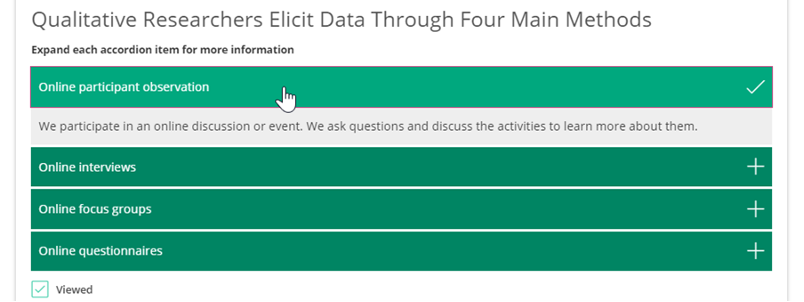 Qualitative Researchers Elicit Data Through Four Main Methods
Expand each accordion item for more information
Online participant observation
We participate in an online discussion or event. We ask questions and discuss the activities to learn more about them.
Online interviews
Online focus groups
Online questionnaires
Viewed